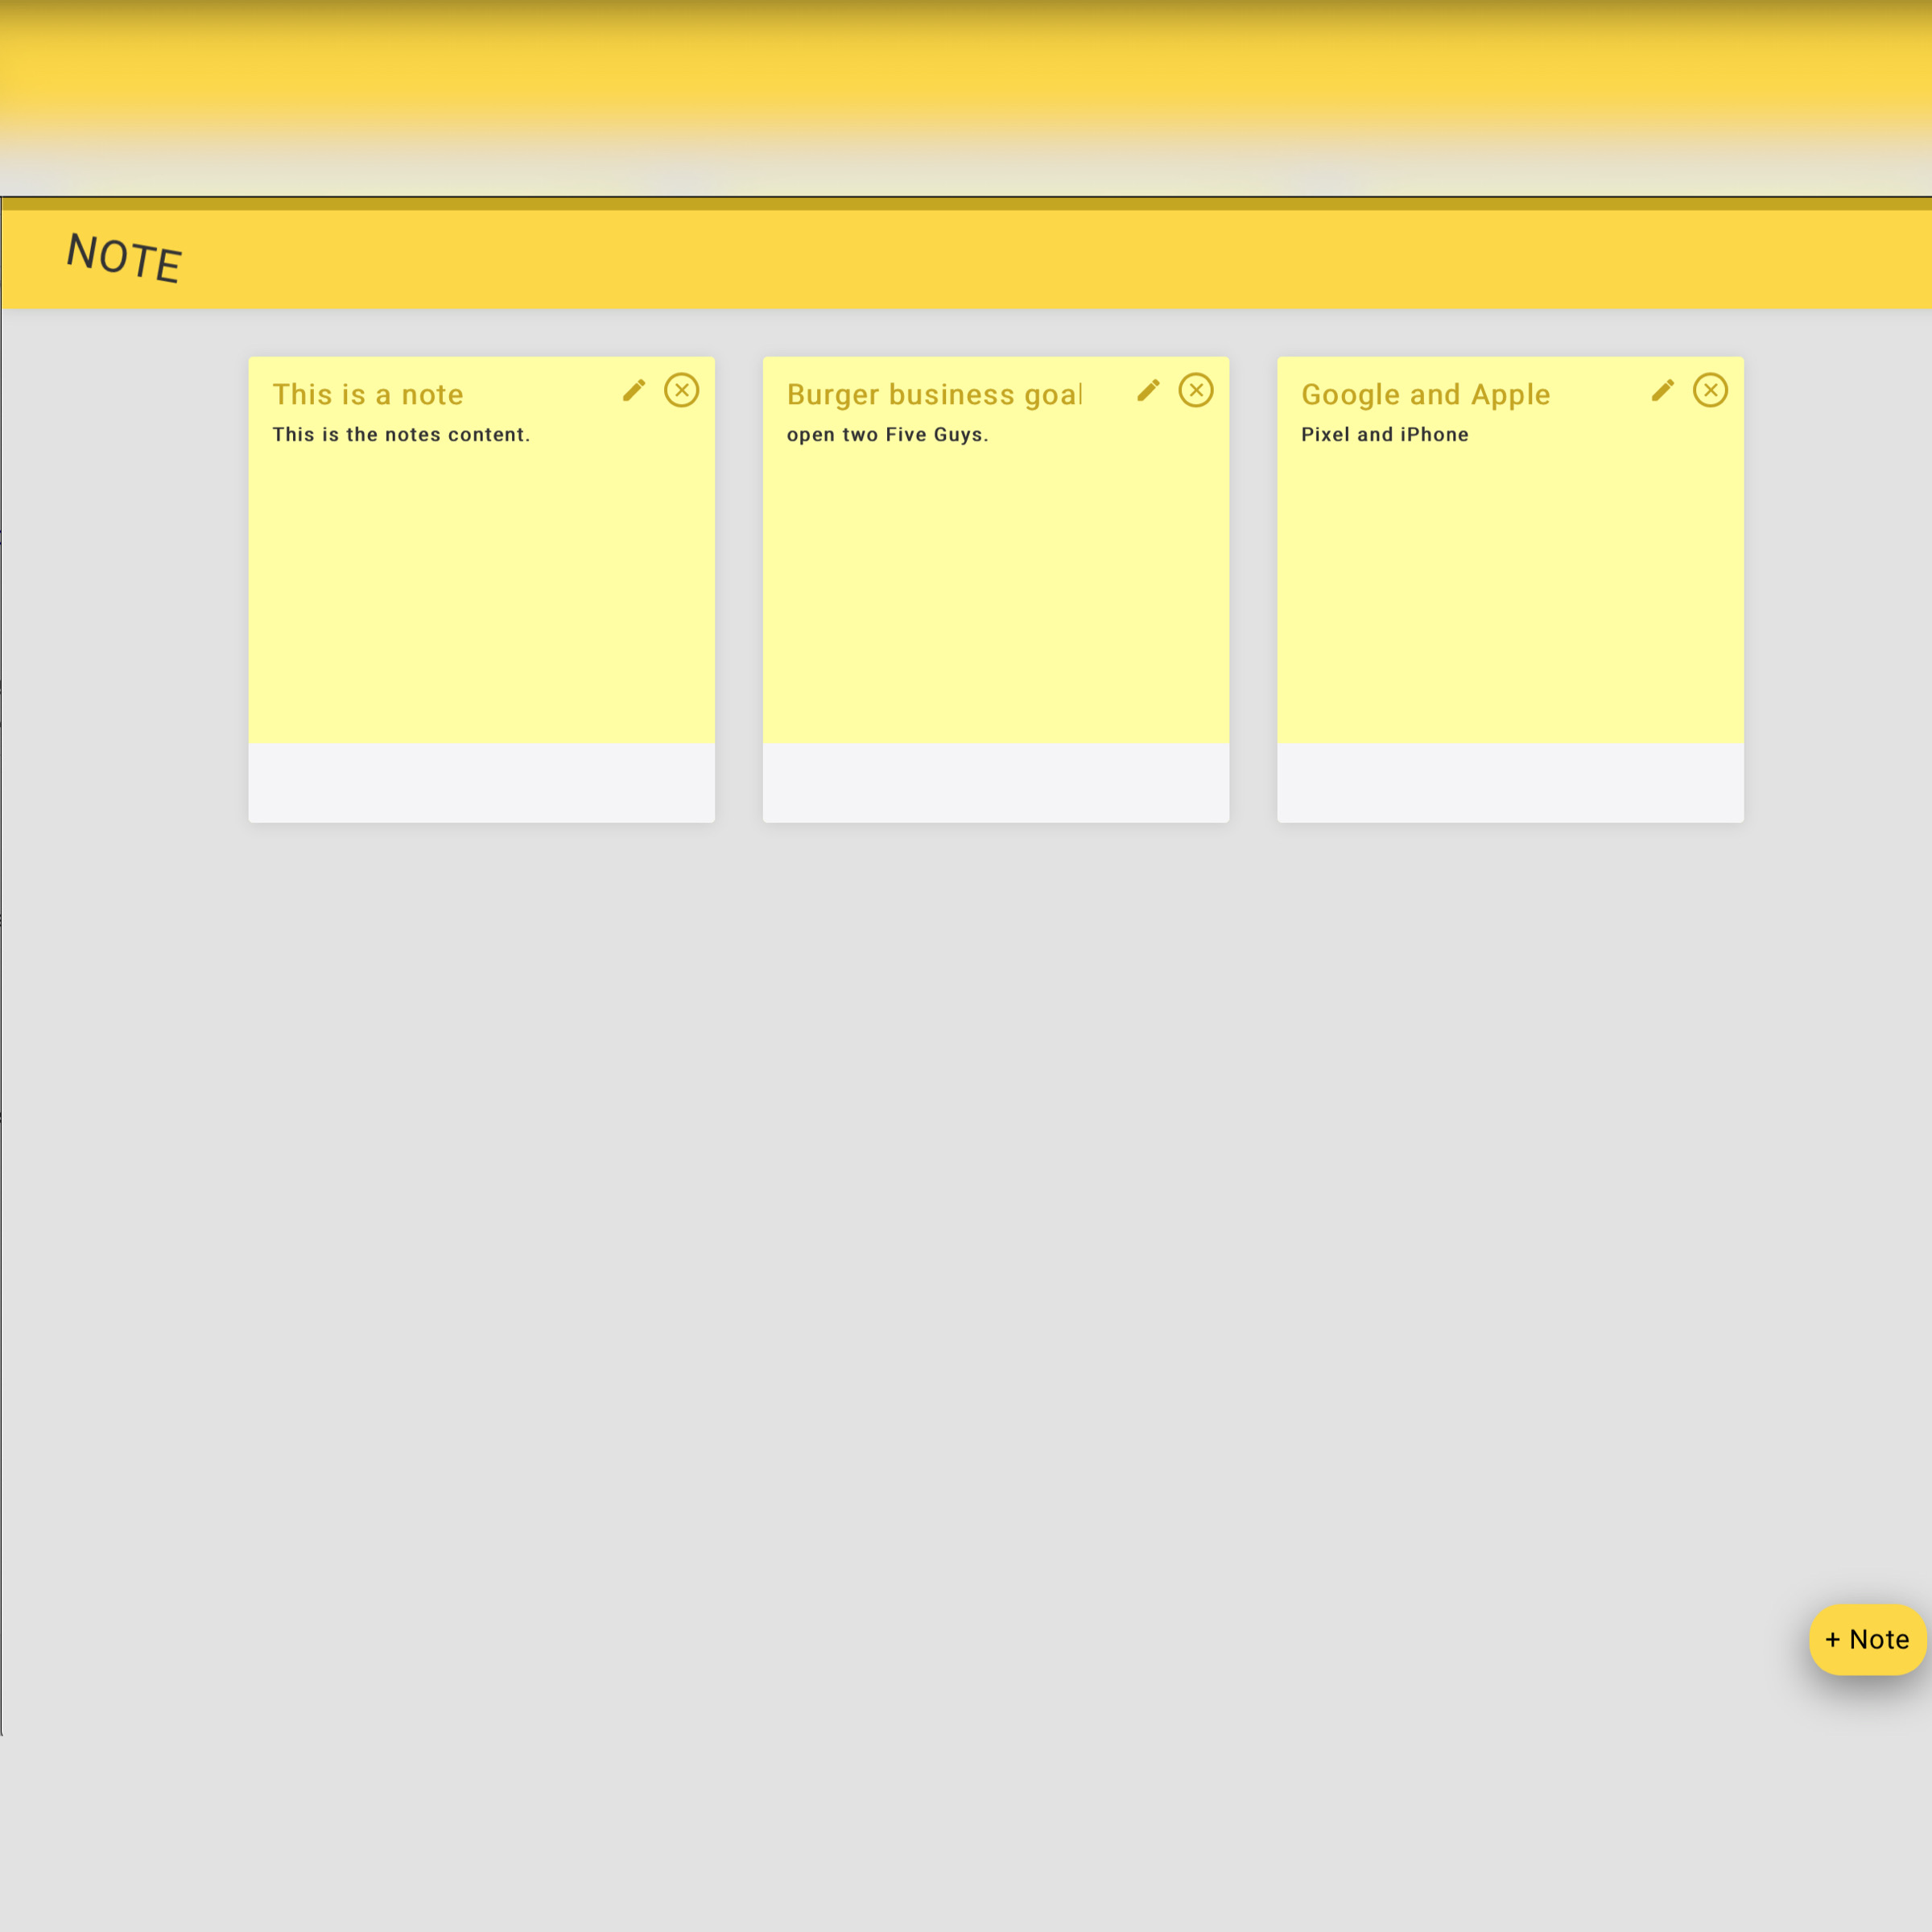 NOTE
This is a note
This is the notes content.
Burger business goal
open two Five Guys.
Google and Apple
Pixel and iPhone
+ Note